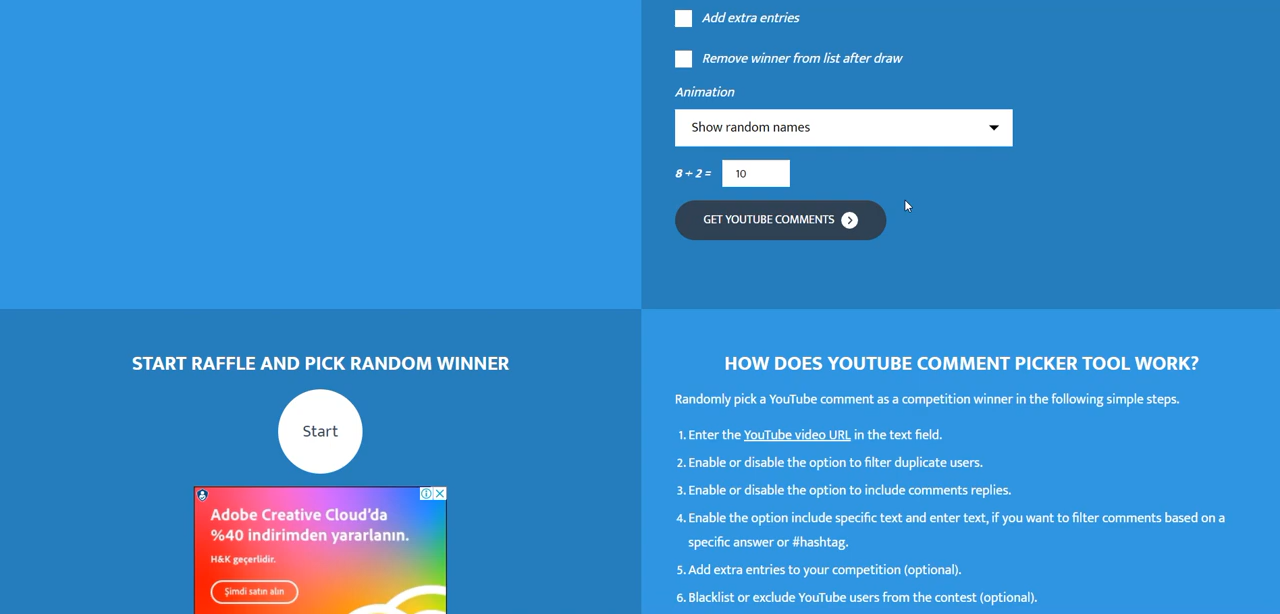 Add extra entries
Remove winner from list after draw
Animation
Show random names
8 + 2 = 10
GET YOUTUBE COMMENTS
START RAFFLE AND PICK RANDOM WINNER
Start
Adobe Creative Cloud'da
%40 indirimden yararlanın.
H&K geçerlidir.
Şimdi satın alın
HOW DOES YOUTUBE COMMENT PICKER TOOL WORK?
Randomly pick a YouTube comment as a competition winner in the following simple steps.
1. Enter the YouTube video URL in the text field.
2. Enable or disable the option to filter duplicate users.
3. Enable or disable the option to include comments replies.
4. Enable the option include specific text and enter text, if you want to filter comments based on a
specific answer or #hashtag.
5. Add extra entries to your competition (optional).
6. Blacklist or exclude YouTube users from the contest (optional).